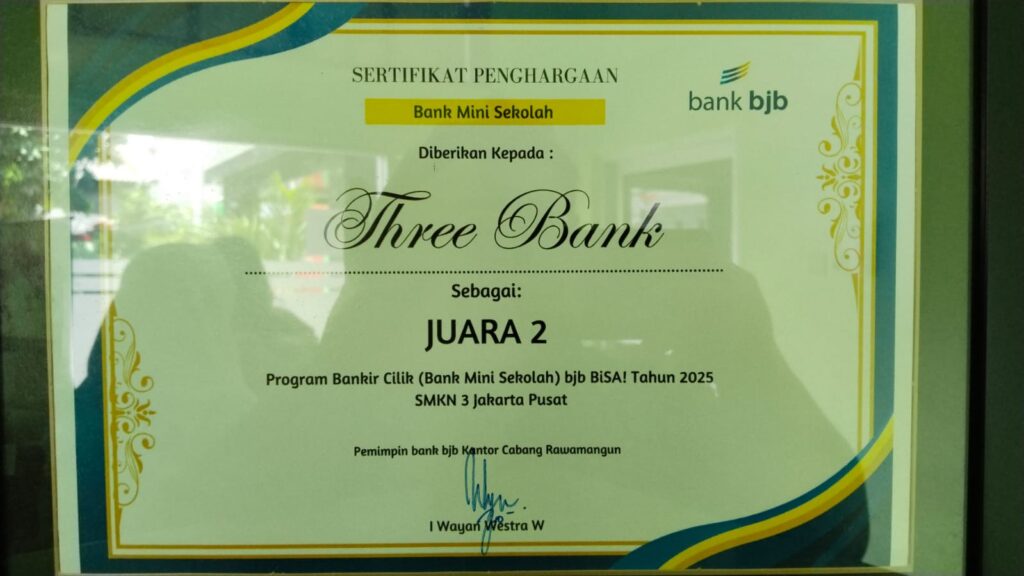 SERTIFIKAT PENGHARGAAN
bank bjb
Bank Mini Sekolah
Diberikan Kepada :
Three Bank
Sebagai:
JUARA 2
Program Bankir Cilik (Bank Mini Sekolah) bjb BiSA! Tahun 2025
SMKN 3 Jakarta Pusat
Pemimpin bank bjb Kantor Cabang Rawamangun
I Wayan Westra W